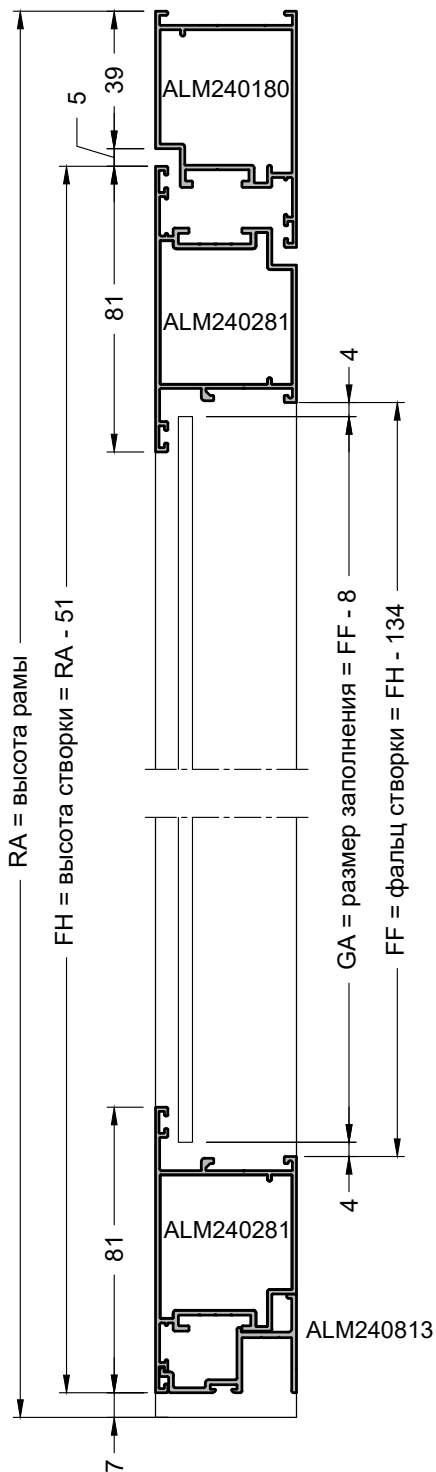 39
5
ALM240180
81
ALM240281
4
RA = высота рамы
FH = высота створки = RA - 51
GA = размер заполнения = FF - 8
FF = фальц створки = FH - 134
81
ALM240281
4
ALM240813
7